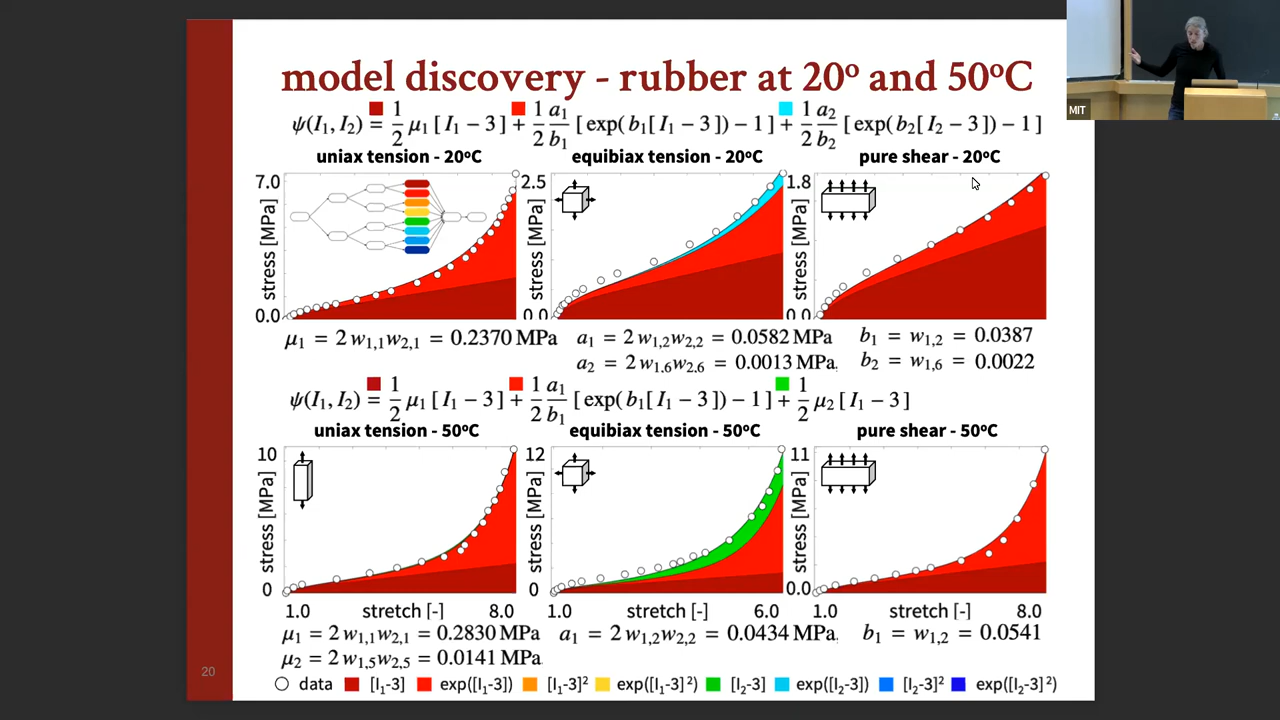 model discovery - rubber at 20º and 50ºC
ψ(I₁, I₂) = 1/2 μ₁ [ I₁ − 3 ] + 1/2 a₁/b₁ [ exp( b₁[ I₁ − 3 ]) − 1 ] + 1/2 a₂/b₂ [ exp( b₂[ I₂ − 3 ]) − 1 ]
uniax tension - 20ºC
equibiax tension - 20ºC
pure shear - 20ºC
stress [MPa]
7.0
0.0
stress [MPa]
2.5
0.0
stress [MPa]
1.8
0.0
μ₁ = 2 w₁,₁w₂,₁ = 0.2370 MPa
a₁ = 2 w₁,₂w₂,₂ = 0.0582 MPa
b₁ = w₁,₂ = 0.0387
a₂ = 2 w₁,₆w₂,₆ = 0.0013 MPa
b₂ = w₁,₆ = 0.0022
ψ(I₁, I₂) = 1/2 μ₁ [ I₁ − 3 ] + 1/2 a₁/b₁ [ exp( b₁[ I₁ − 3 ]) − 1 ] + 1/2 μ₂ [ I₁ − 3 ]
uniax tension - 50ºC
equibiax tension - 50ºC
pure shear - 50ºC
stress [MPa]
10
0
stress [MPa]
12
0
stress [MPa]
11
0.0
1.0 stretch [-] 8.0
1.0 stretch [-] 6.0
1.0 stretch [-] 8.0
μ₁ = 2 w₁,₁w₂,₁ = 0.2830 MPa
a₁ = 2 w₁,₂w₂,₂ = 0.0434 MPa
b₁ = w₁,₂ = 0.0541
μ₂ = 2 w₁,₅w₂,₅ = 0.0141 MPa
data [I₁-3] exp([I₁-3]) [I₁-3]² exp([I₁-3]²) [I₂-3] exp([I₂-3]) [I₂-3]² exp([I₂-3]²)
20
MIT